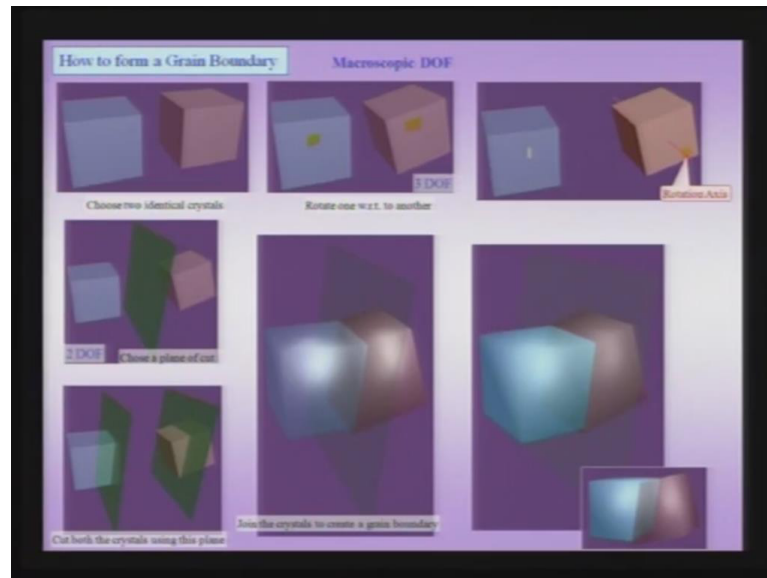 How to form a Grain Boundary
Macroscopic DOF
3 DOF
Rotation Axis
Choose two identical crystals
Rotate one w.r.t. to another
2 DOF
Chose a plane of cut
Join the crystals to create a grain boundary
Cut both the crystals using this plane